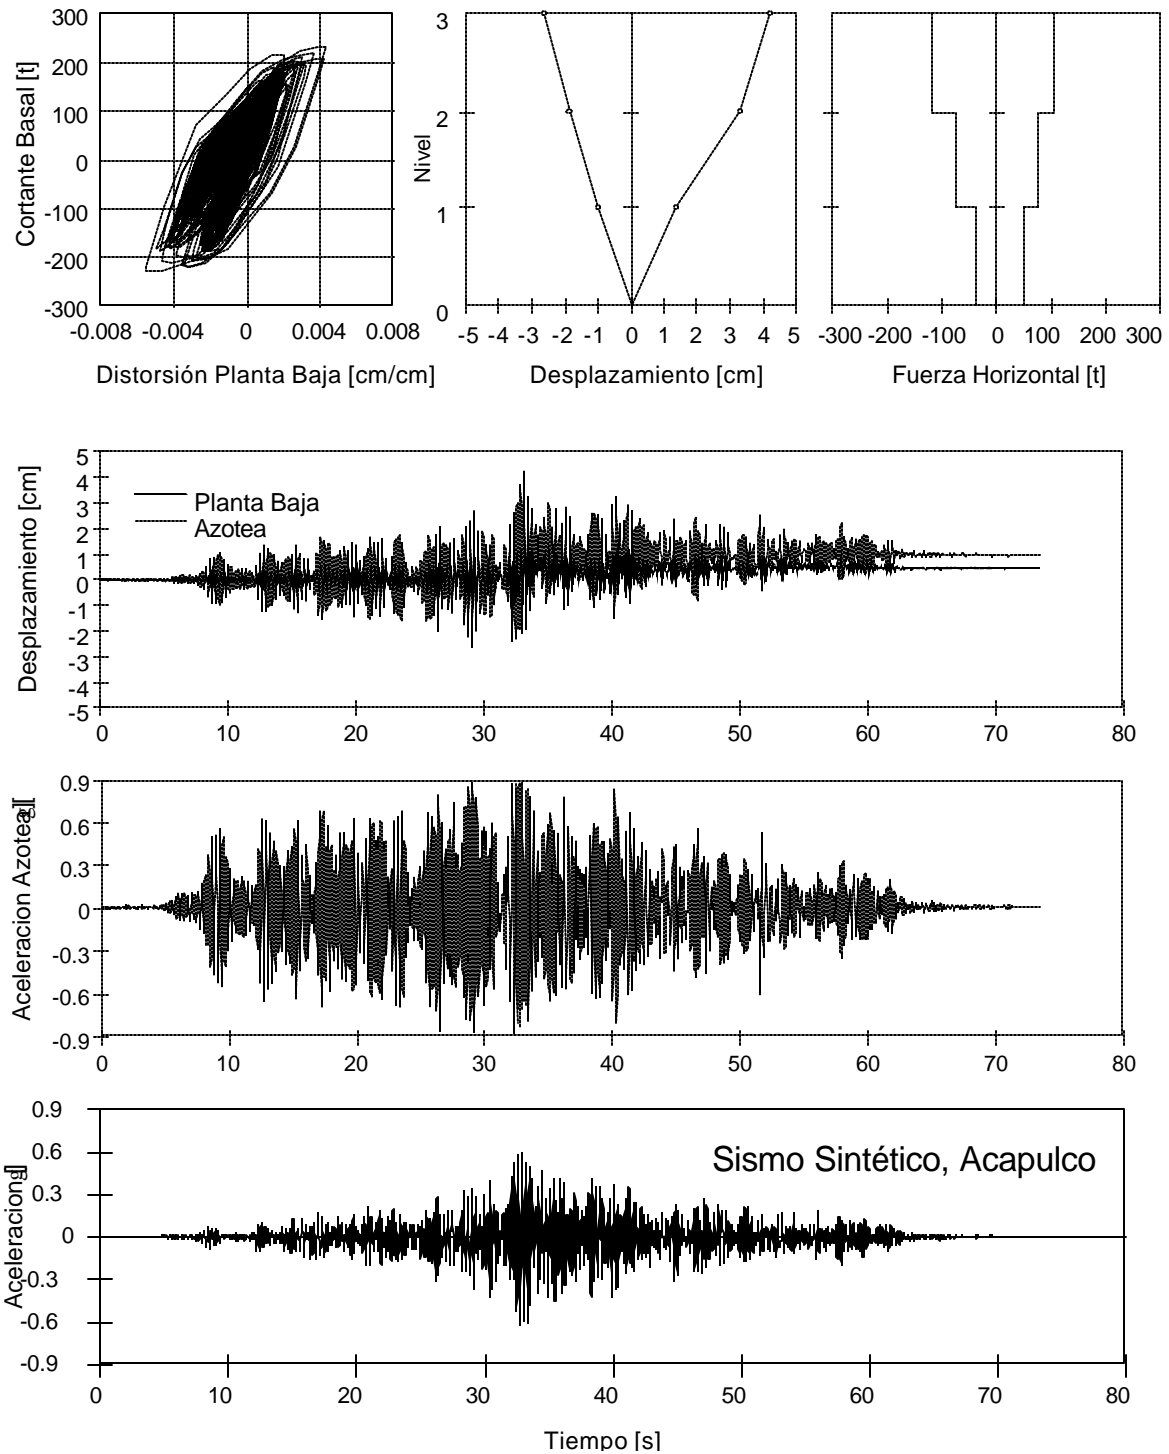 Cortante Basal [t]
300
200
100
0
-100
-200
-300
-0.008 -0.004 0 0.004 0.008
Distorsión Planta Baja [cm/cm]
Nivel
3
2
1
0
-5 -4 -3 -2 -1 0 1 2 3 4 5
Desplazamiento [cm]
-300 -200 -100 0 100 200 300
Fuerza Horizontal [t]
Desplazamiento [cm]
5
4
3
2
1
0
-1
-2
-3
-4
-5
Planta Baja
Azotea
0 10 20 30 40 50 60 70 80
Aceleracion Azotea[g]
0.9
0.6
0.3
0
-0.3
-0.6
-0.9
0 10 20 30 40 50 60 70 80
Aceleracion[g]
0.9
0.6
0.3
0
-0.3
-0.6
-0.9
Sismo Sintético, Acapulco
0 10 20 30 40 50 60 70 80
Tiempo [s]